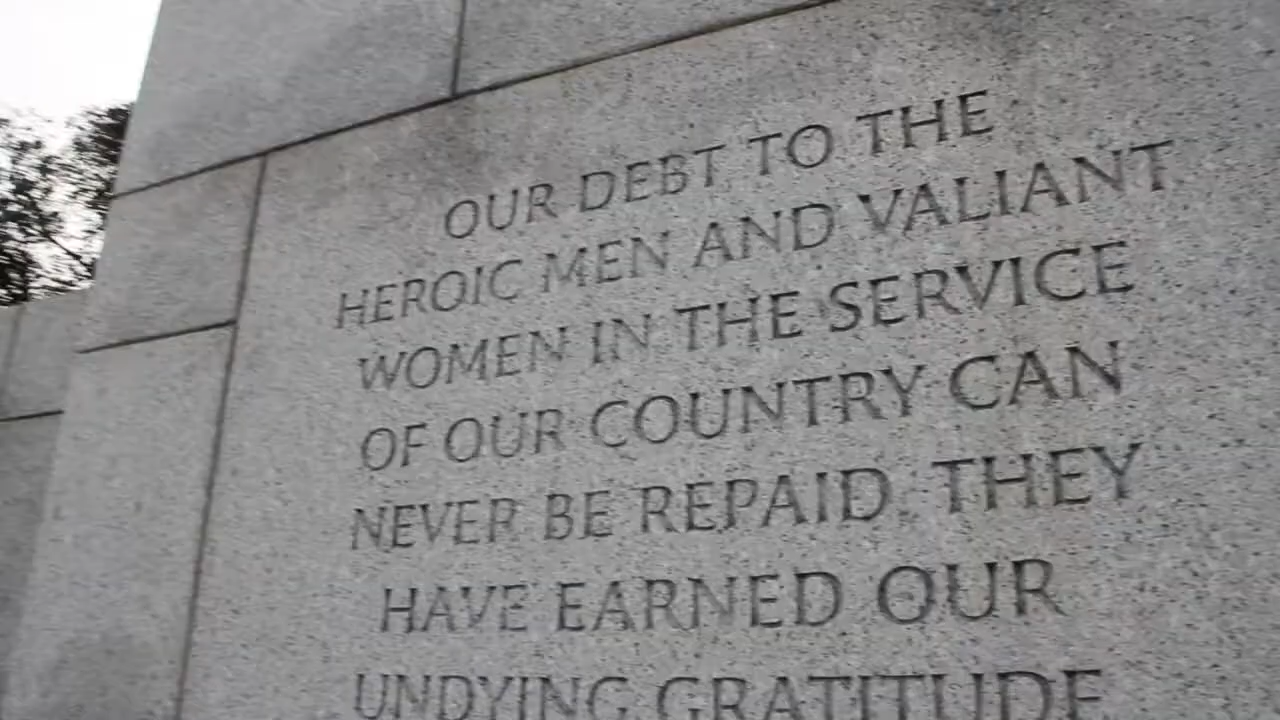 OUR DEBT TO THE
HEROIC MEN AND VALIANT
WOMEN IN THE SERVICE
OF OUR COUNTRY CAN
NEVER BE REPAID. THEY
HAVE EARNED OUR
UNDYING GRATITUDE